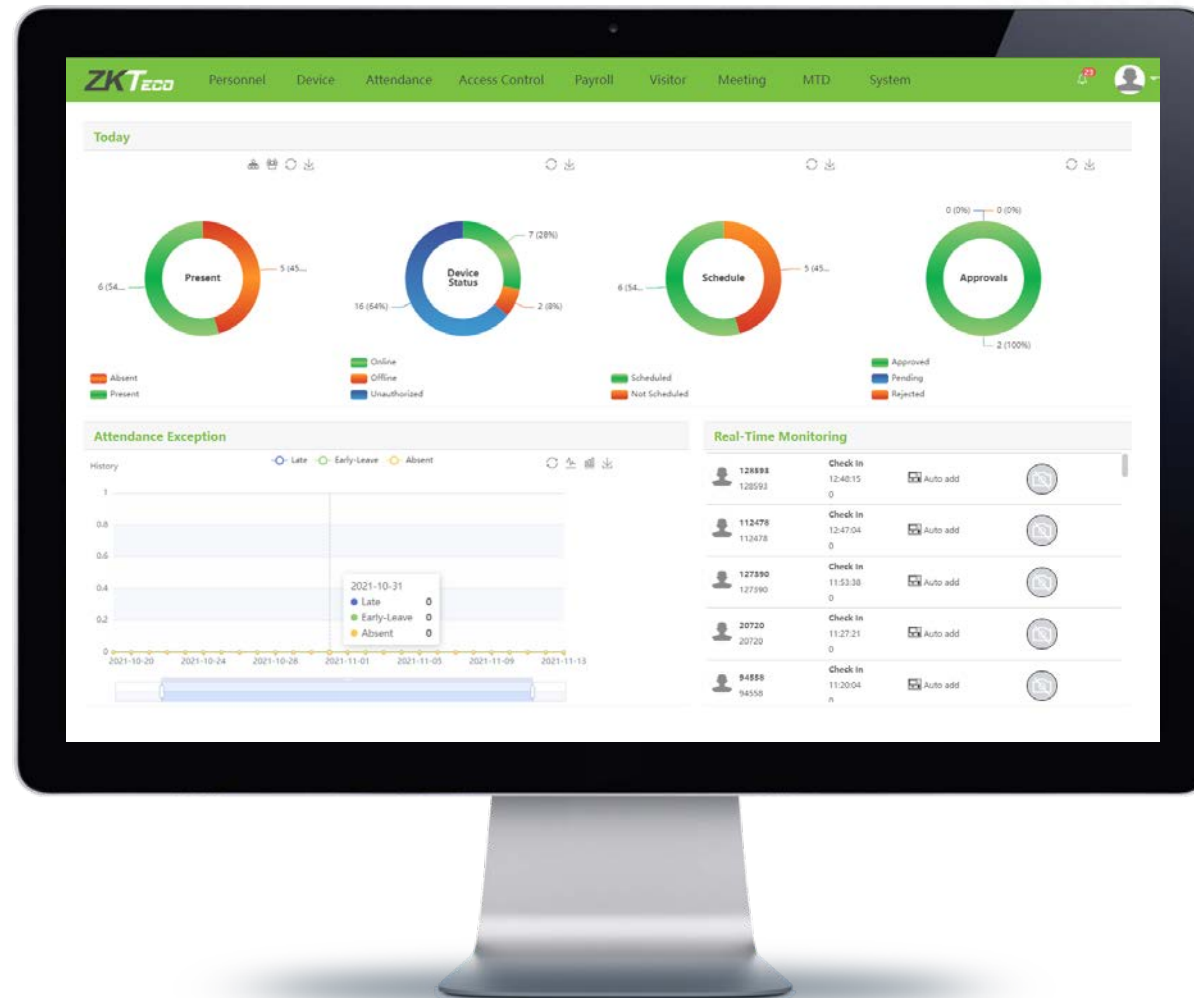 ZKTECO Personnel Device Attendance Access Control Payroll Visitor Meeting MTD System 23
Today
6 (54... Present 5 (45...
Absent
Present
Device
Status
7 (28%)
16 (64%)
2 (8%)
Online
Offline
Unauthorized
6 (54... Schedule 5 (45...
Scheduled
Not Scheduled
0 (0%) 0 (0%)
Approvals
2 (100%)
Approved
Pending
Rejected
Attendance Exception
History Late Early-Leave Absent
1
0.8
0.6
0.4
0.2
0
2021-10-31
Late 0
Early-Leave 0
Absent 0
2021-10-20 2021-10-24 2021-10-28 2021-11-01 2021-11-05 2021-11-09 2021-11-13
Real-Time Monitoring
Check In
12:48:15 Auto add
128593
0
112478 Check In
112478 12:47:04 Auto add
0
127390 Check In
127390 11:53:38 Auto add
0
20720 Check In
20720 11:27:21 Auto add
0
94558 Check In
94558 11:20:04 Auto add
0